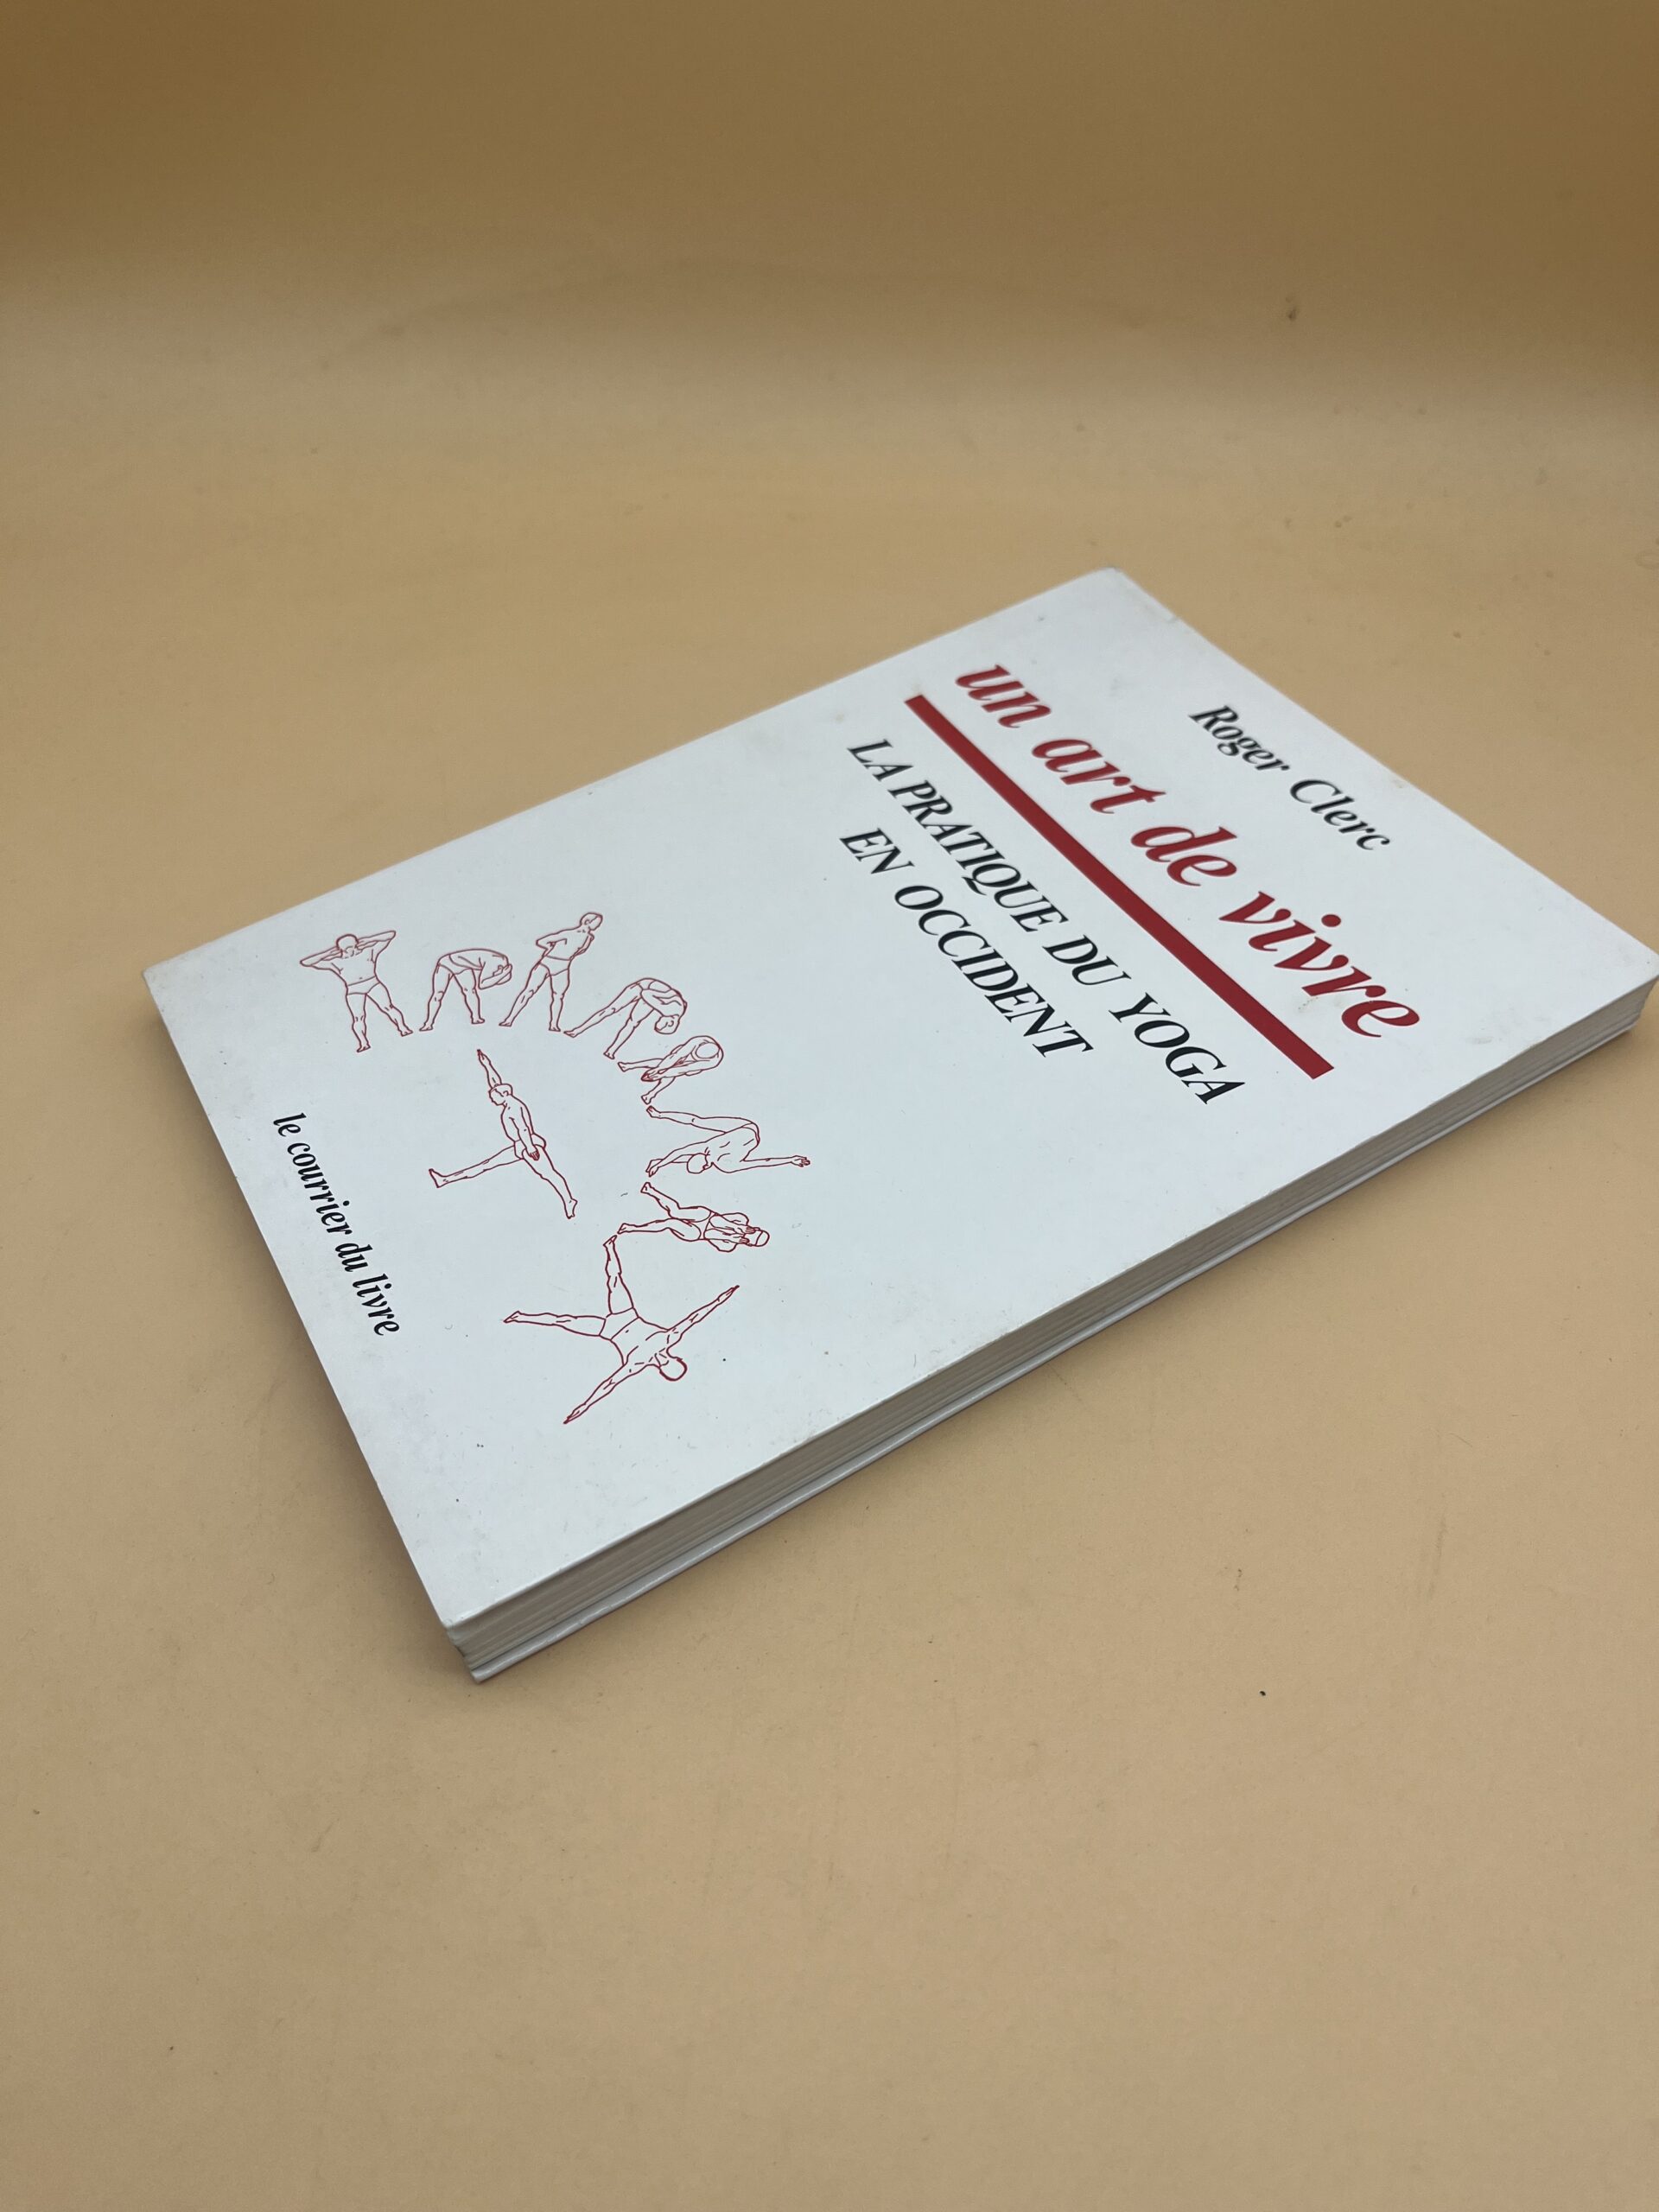 Roger Clerc
un art de vivre
LA PRATIQUE DU YOGA
EN OCCIDENT
le courrier du livre